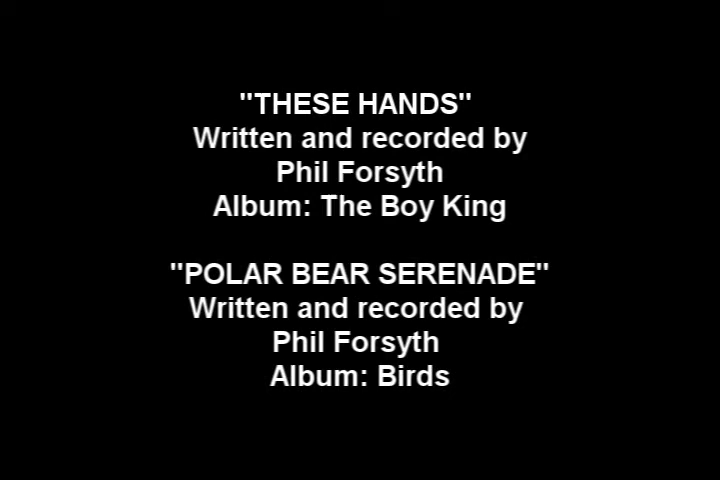 "THESE HANDS"
Written and recorded by
Phil Forsyth
Album: The Boy King
"POLAR BEAR SERENADE"
Written and recorded by
Phil Forsyth
Album: Birds